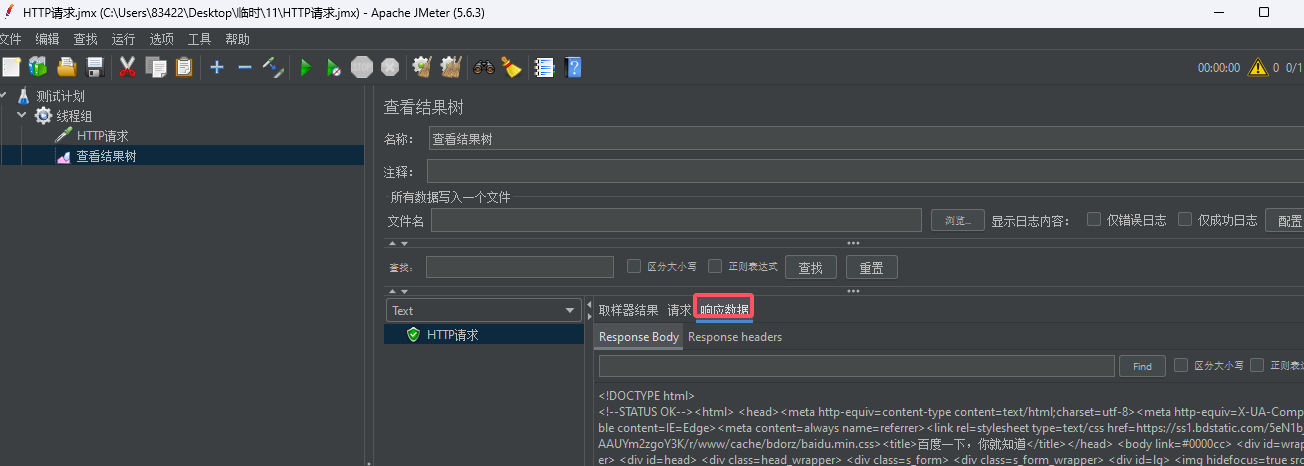 HTTP请求.jmx (C:\Users\83422\Desktop\临时\11\HTTP请求.jmx) - Apache JMeter (5.6.3)
文件 编辑 查找 运行 选项 工具 帮助
STOP
00:00:00 0 0/1
测试计划
线程组
HTTP请求
查看结果树
查看结果树
名称： 查看结果树
注释：
所有数据写入一个文件
文件名 浏览... 显示日志内容： 仅错误日志 仅成功日志 配置
查找： 区分大小写 正则表达式 查找 重置
Text
HTTP请求
取样器结果 请求 响应数据
Response Body Response headers
Find 区分大小写 正则表达
<!DOCTYPE html>
<!--STATUS OK--><html> <head><meta http-equiv=content-type content=text/html;charset=utf-8><meta http-equiv=X-UA-Comp
ble content=IE=Edge><meta content=always name=referrer><link rel=stylesheet type=text/css href=https://ss1.bdstatic.com/5eN1b
AAUYm2zgoY3K/r/www/cache/bdorz/baidu.min.css><title>百度一下，你就知道</title></head> <body link=#0000cc> <div id=wrap
er> <div id=head> <div class=head_wrapper> <div class=s_form> <div class=s_form_wrapper> <div id=lg> <img hidefocus=true src